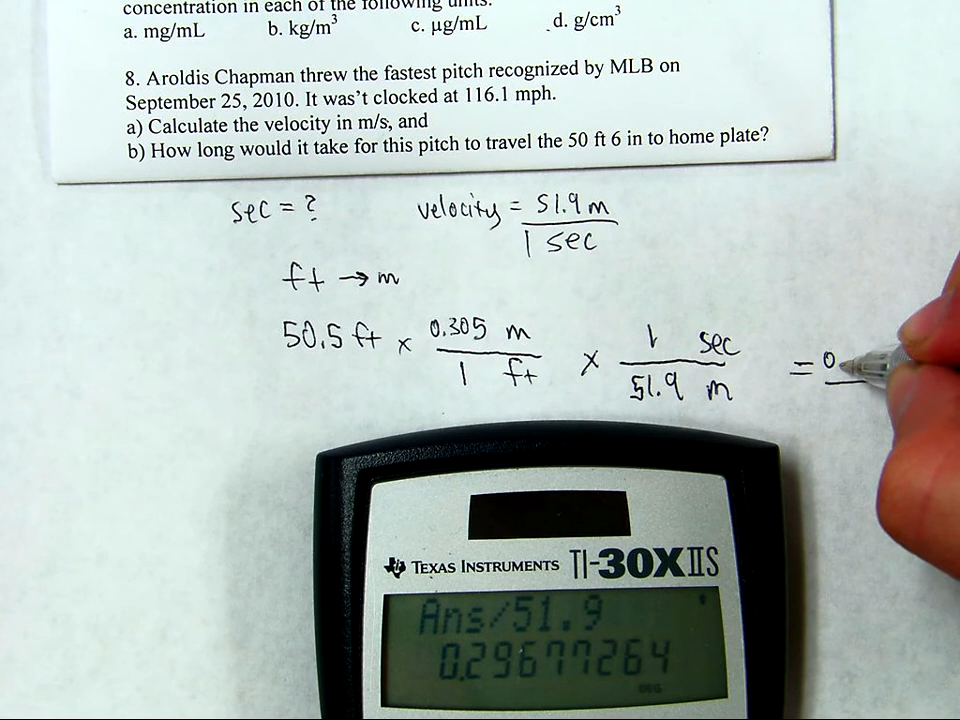 concentration in each of the following units.
a. mg/mL b. kg/m³ c. µg/mL d. g/cm³
8. Aroldis Chapman threw the fastest pitch recognized by MLB on
September 25, 2010. It was't clocked at 116.1 mph.
a) Calculate the velocity in m/s, and
b) How long would it take for this pitch to travel the 50 ft 6 in to home plate?
sec = ? velocity = 51.9 m
1 sec
ft → m
50.5 ft x 0.305 m x 1 sec = 0.
1 ft 51.9 m
TEXAS INSTRUMENTS TI-30X IIS
Ans/51.9
0.29677264
DEG